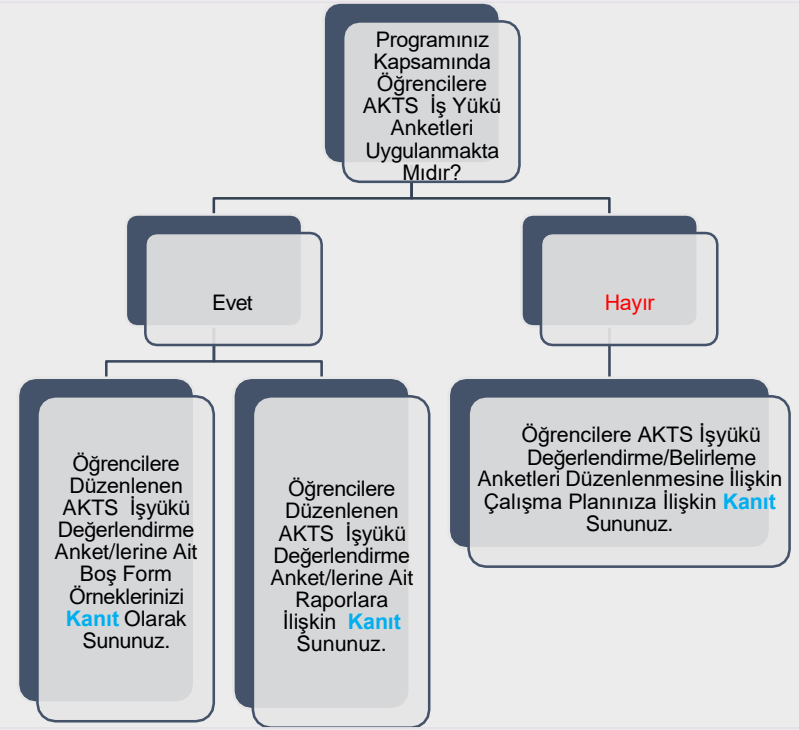 Programınız
Kapsamında
Öğrencilere
AKTS İş Yükü
Anketleri
Uygulanmakta
Mıdır?
Evet
Hayır
Öğrencilere
Düzenlenen
AKTS İşyükü
Değerlendirme
Anket/lerine Ait
Boş Form
Örneklerinizi
Kanıt Olarak
Sununuz.
Öğrencilere
Düzenlenen
AKTS İşyükü
Değerlendirme
Anket/lerine Ait
Raporlara
İlişkin Kanıt
Sununuz.
Öğrencilere AKTS İşyükü
Değerlendirme/Belirleme
Anketleri Düzenlenmesine İlişkin
Çalışma Planınıza İlişkin Kanıt
Sununuz.